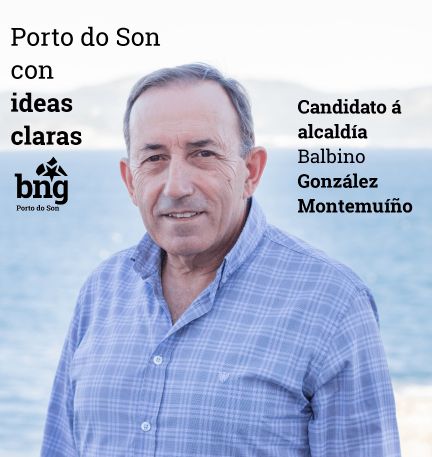 Porto do Son
con
ideas
claras
bng
Porto do Son
Candidato á
alcaldía
Balbino
González
Montemuíño